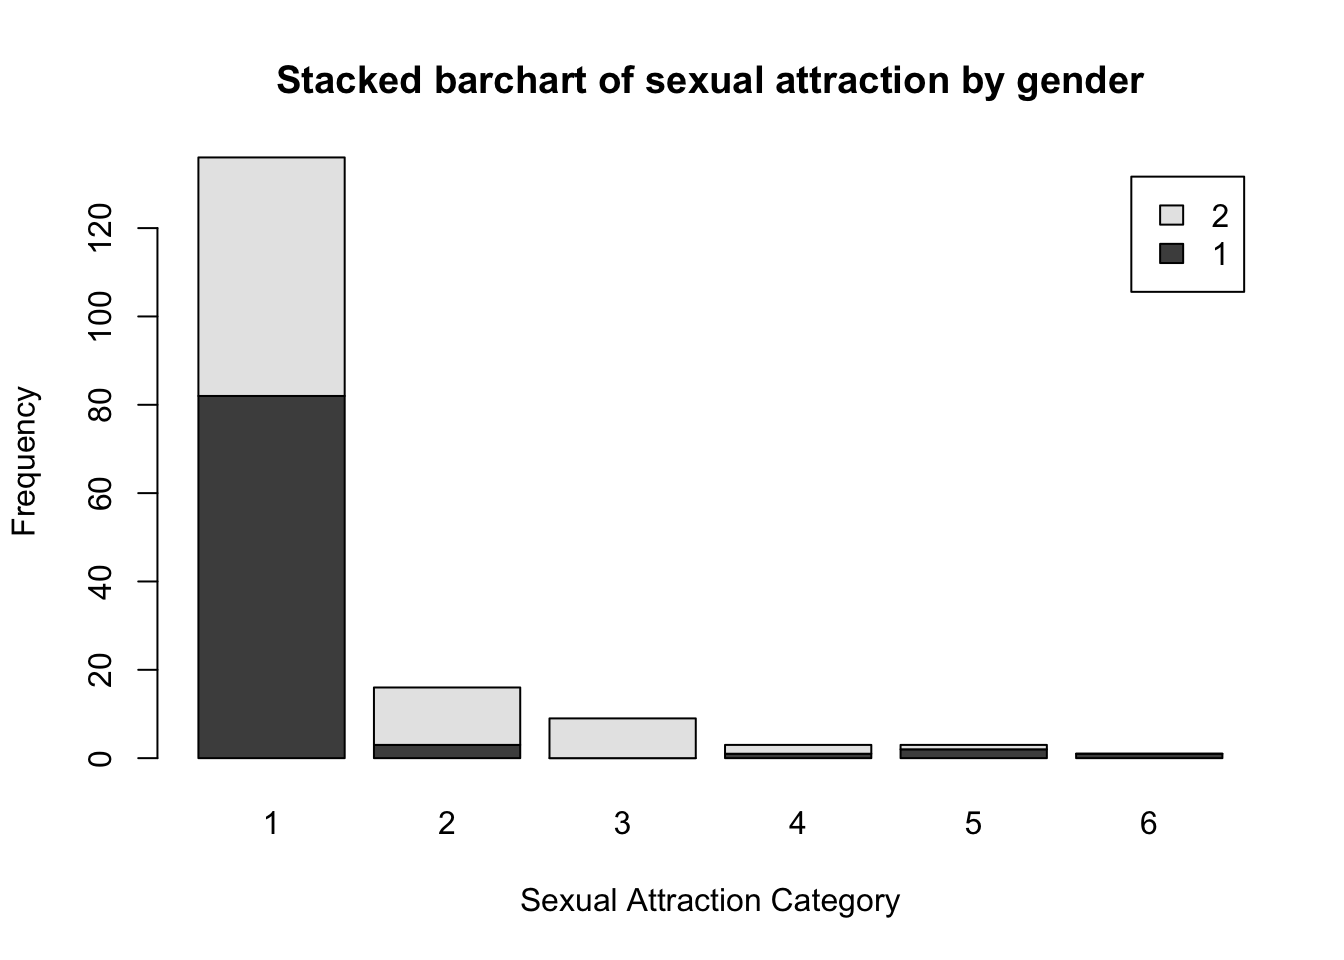 Stacked barchart of sexual attraction by gender
2
1
Frequency
120
100
80
60
40
20
0
1 2 3 4 5 6
Sexual Attraction Category